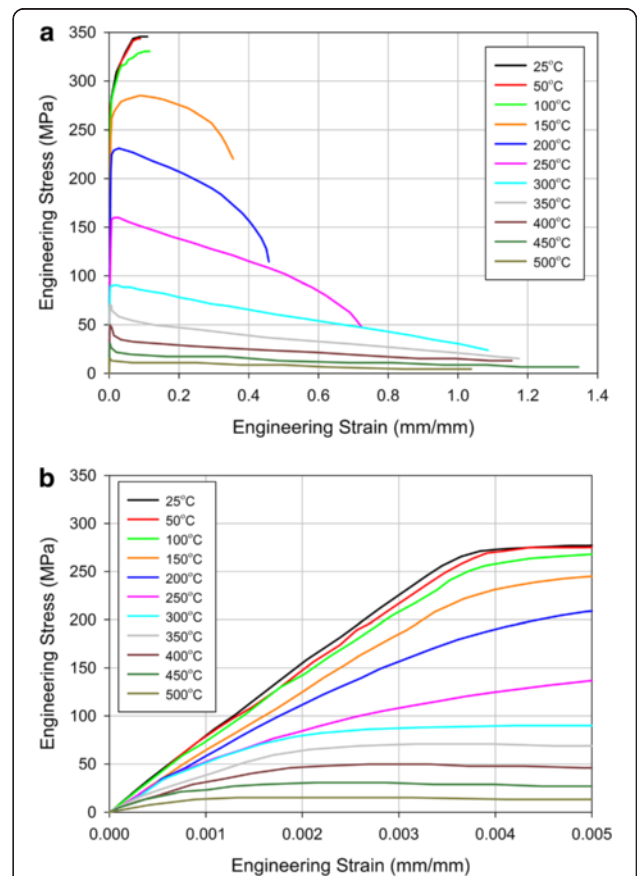 a
350
300
250
200
150
100
50
0
Engineering Stress (MPa)
25°C
50°C
100°C
150°C
200°C
250°C
300°C
350°C
400°C
450°C
500°C
0.0 0.2 0.4 0.6 0.8 1.0 1.2 1.4
Engineering Strain (mm/mm)
b
350
300
250
200
150
100
50
0
Engineering Stress (MPa)
25°C
50°C
100°C
150°C
200°C
250°C
300°C
350°C
400°C
450°C
500°C
0.000 0.001 0.002 0.003 0.004 0.005
Engineering Strain (mm/mm)